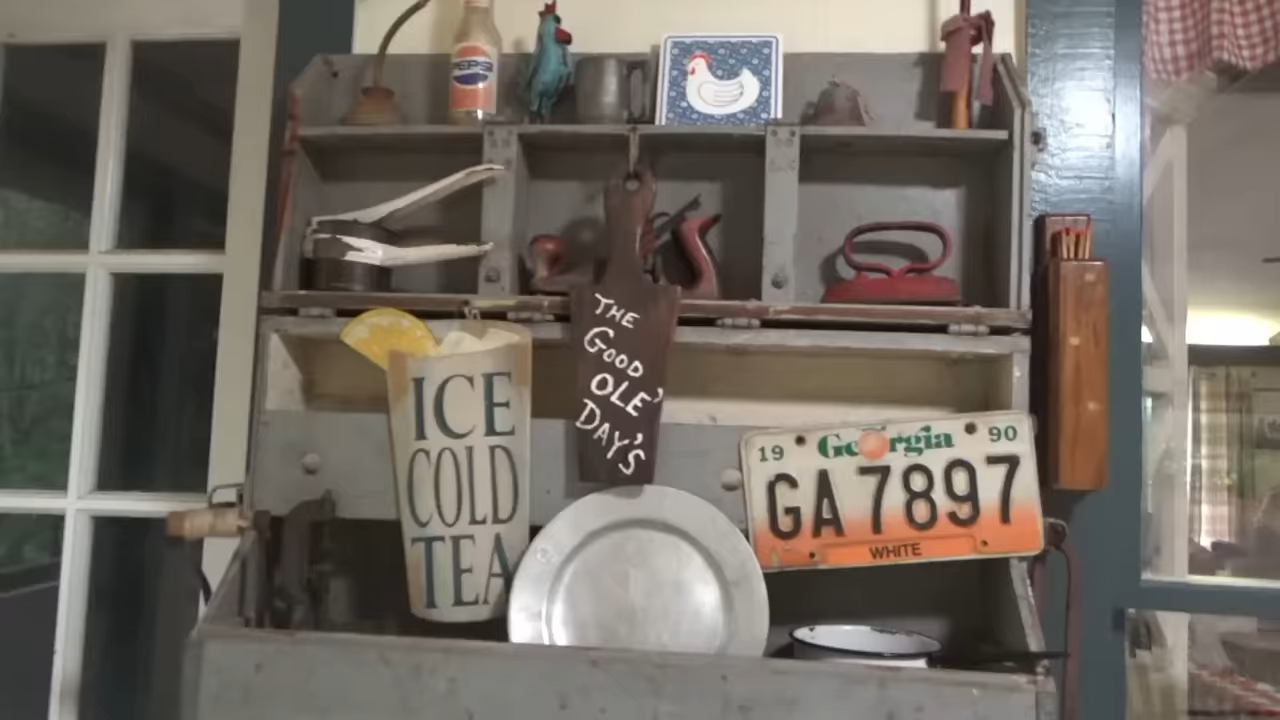 PEPSI
THE
GOOD
OLE'
DAY'S
ICE
COLD
TEA
19 Georgia 90
GA 7897
WHITE